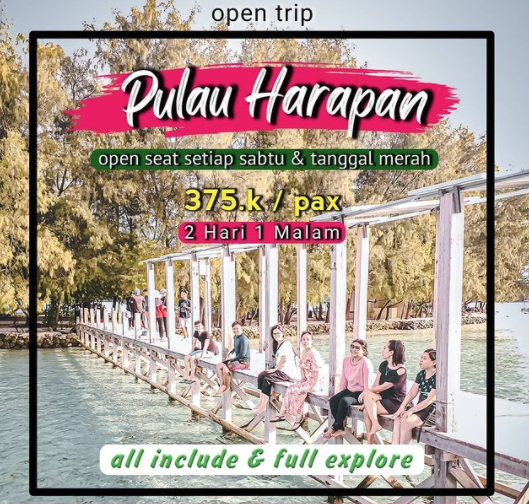 open trip
Pulau Harapan
open seat setiap sabtu & tanggal merah
375.k / pax
2 Hari 1 Malam
all include & full explore